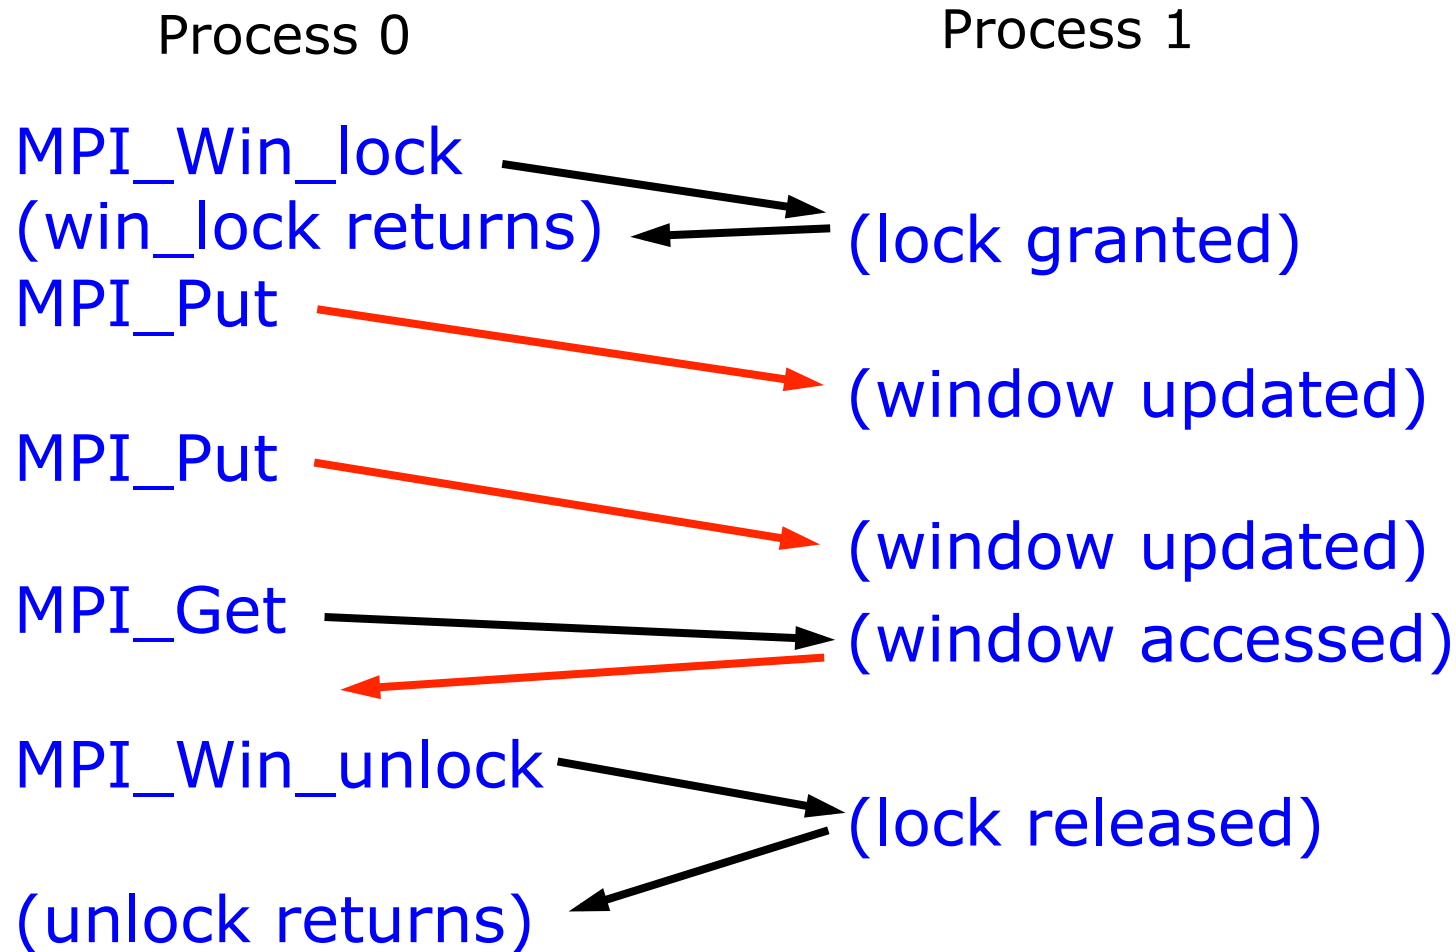 Process 0
Process 1
MPI_Win_lock
(win_lock returns)
(lock granted)
MPI_Put
(window updated)
MPI_Put
(window updated)
MPI_Get
(window accessed)
MPI_Win_unlock
(lock released)
(unlock returns)